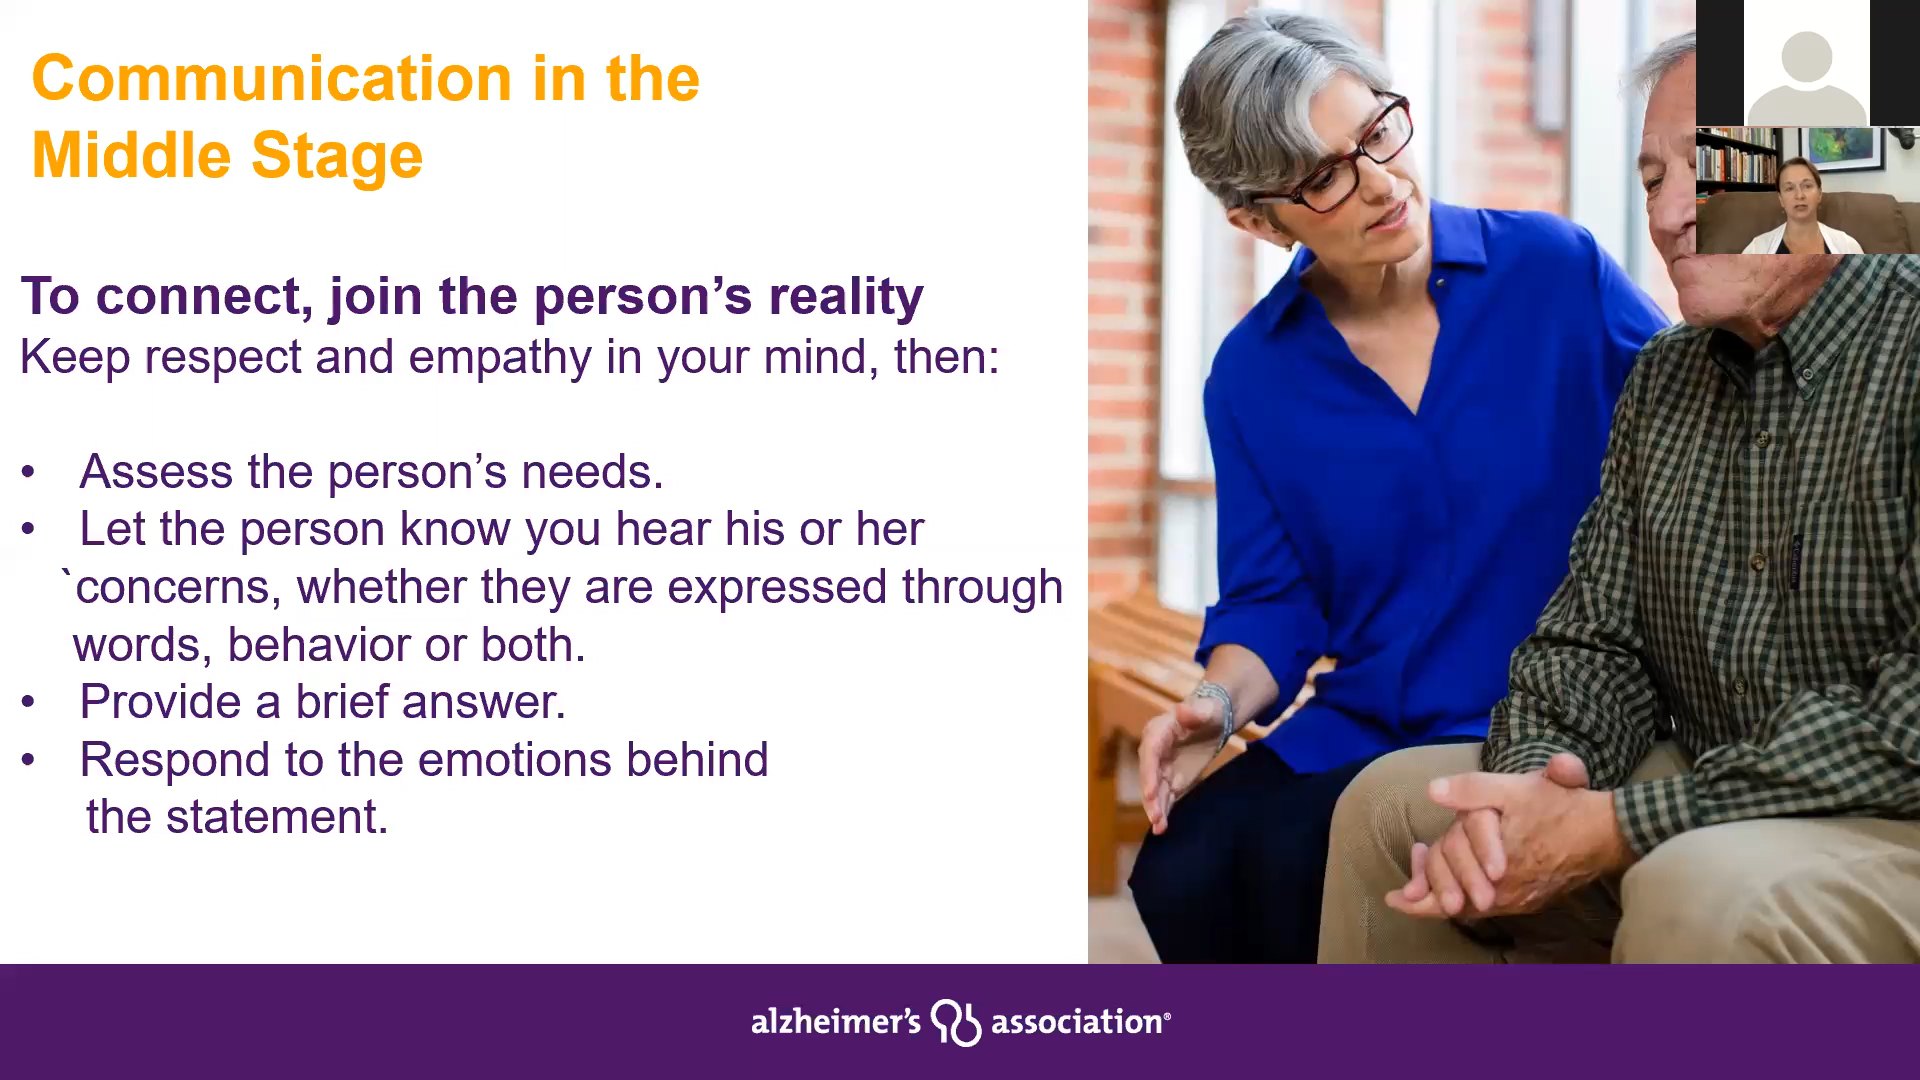 Communication in the
Middle Stage
To connect, join the person’s reality
Keep respect and empathy in your mind, then:
• Assess the person’s needs.
• Let the person know you hear his or her
`concerns, whether they are expressed through
words, behavior or both.
• Provide a brief answer.
• Respond to the emotions behind
the statement.
alzheimer’s association®